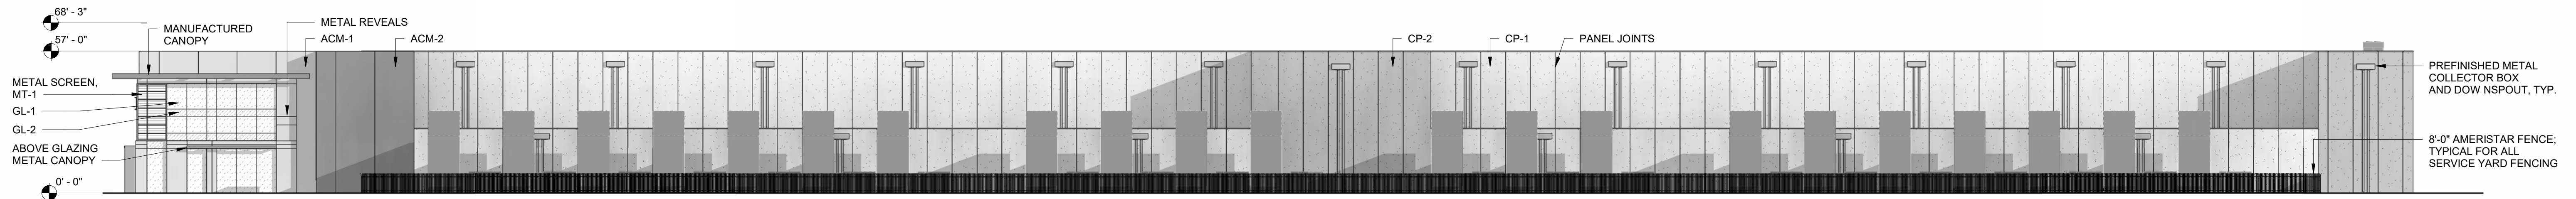 68' - 3"
57' - 0"
MANUFACTURED
CANOPY
METAL REVEALS
ACM-1
ACM-2
METAL SCREEN,
MT-1
GL-1
GL-2
ABOVE GLAZING
METAL CANOPY
0' - 0"
CP-2
CP-1
PANEL JOINTS
PREFINISHED METAL
COLLECTOR BOX
AND DOW NSPOUT, TYP.
8'-0" AMERISTAR FENCE;
TYPICAL FOR ALL
SERVICE YARD FENCING